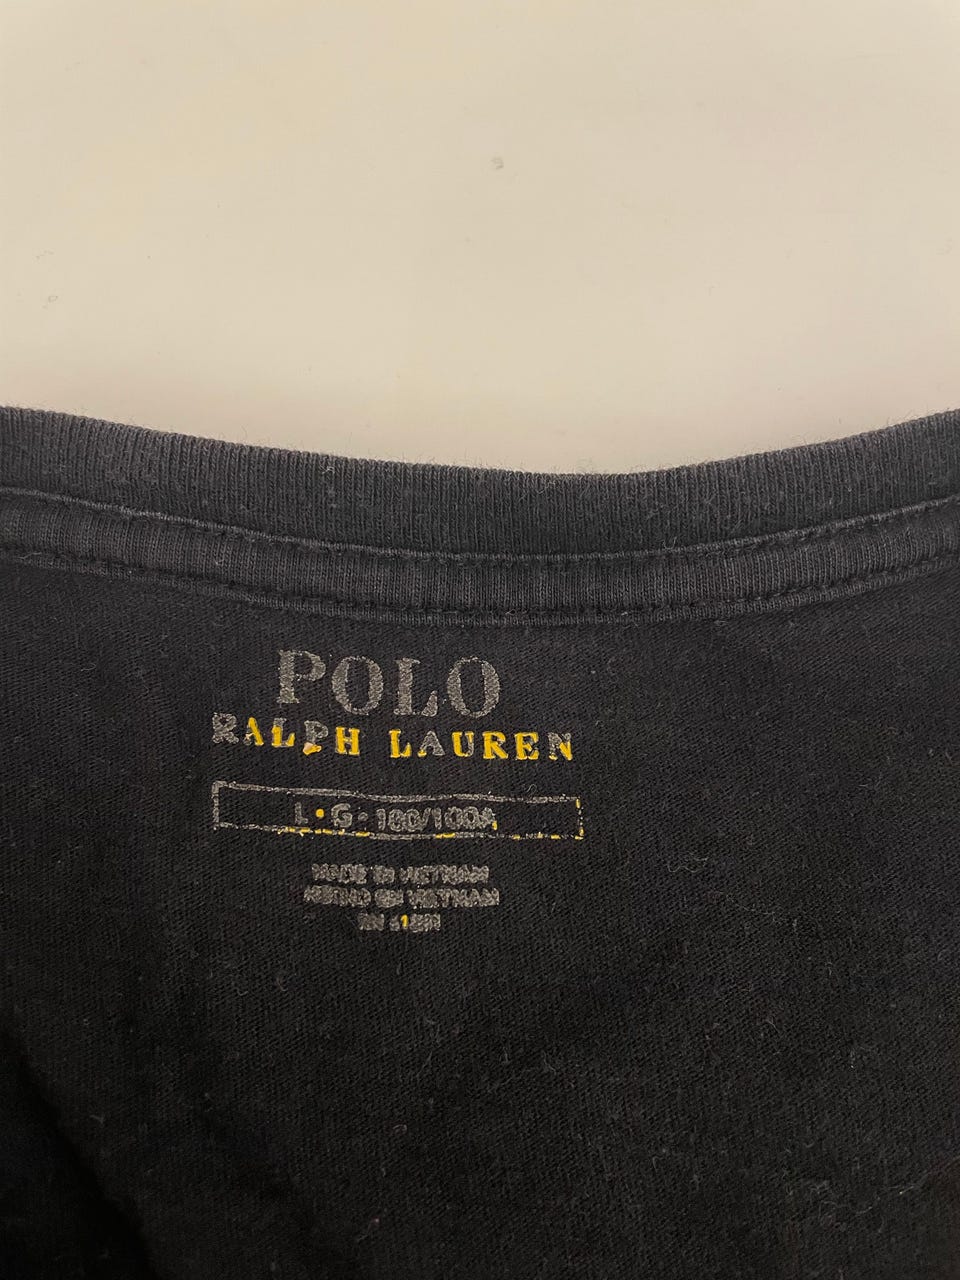 POLO
RALPH LAUREN
L • G • 180/100A
MADE IN VIETNAM
HECHO EN VIETNAM